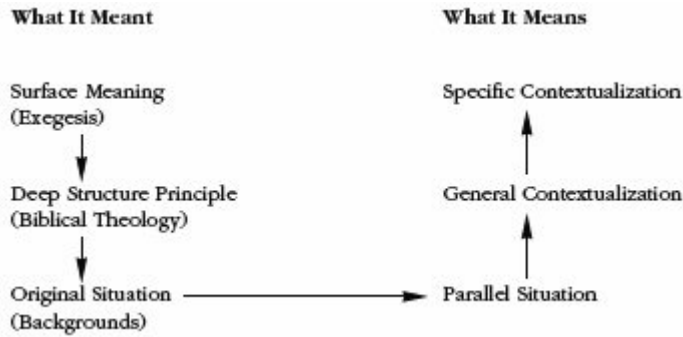 What It Meant
Surface Meaning
(Exegesis)
Deep Structure Principle
(Biblical Theology)
Original Situation
(Backgrounds)
What It Means
Specific Contextualization
General Contextualization
Parallel Situation